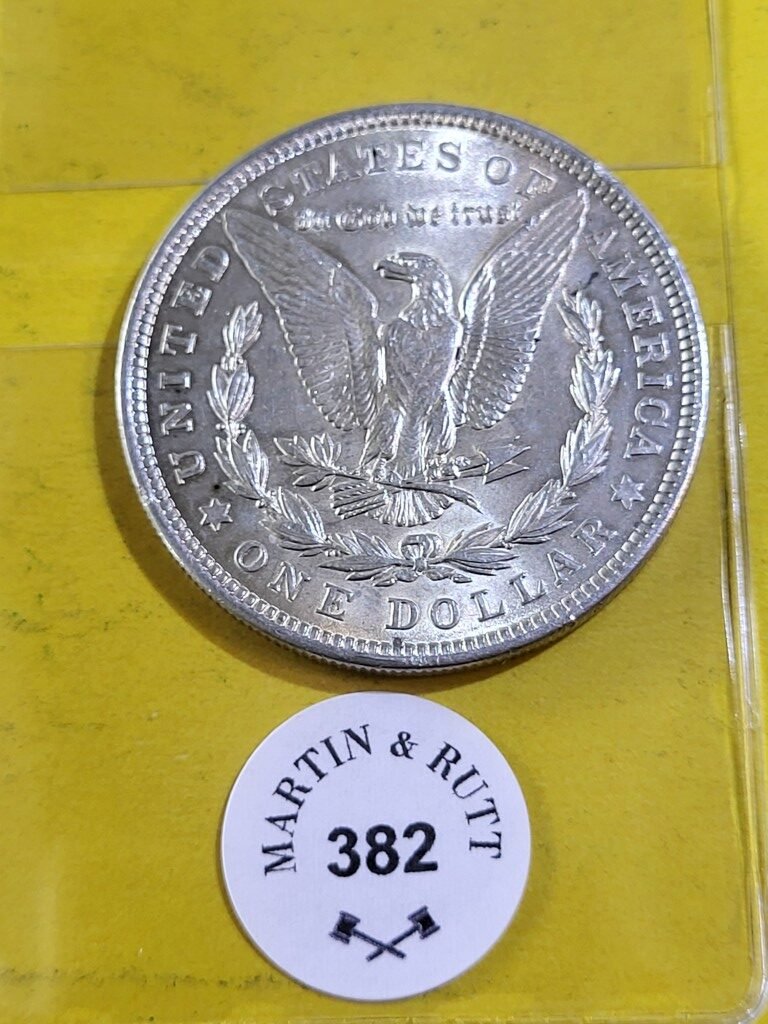 UNITED STATES OF AMERICA
In God we trust
ONE DOLLAR
MARTIN & RUTT
382